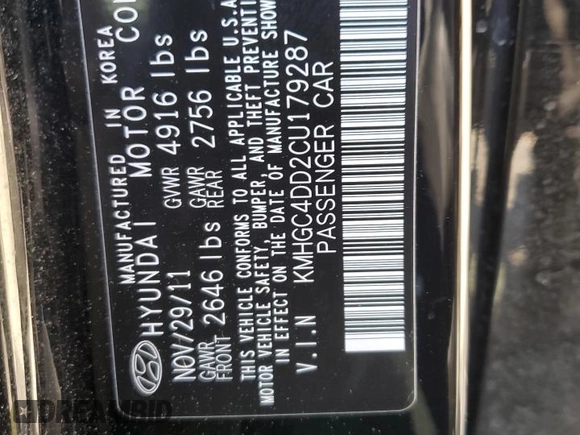 MANUFACTURED IN KOREA
HYUNDAI MOTOR
NOV/29/11 GVWR 4916 lbs
GAWR FRONT 2646 lbs GAWR REAR 2756 lbs
THIS VEHICLE CONFORMS TO ALL APPLICABLE U.S.A
MOTOR VEHICLE SAFETY, BUMPER, AND THEFT PREVENTI
IN EFFECT ON THE DATE OF MANUFACTURE SHOW
V.I.N KMHGC4DD2CU179287
PASSENGER CAR
DREAMBID